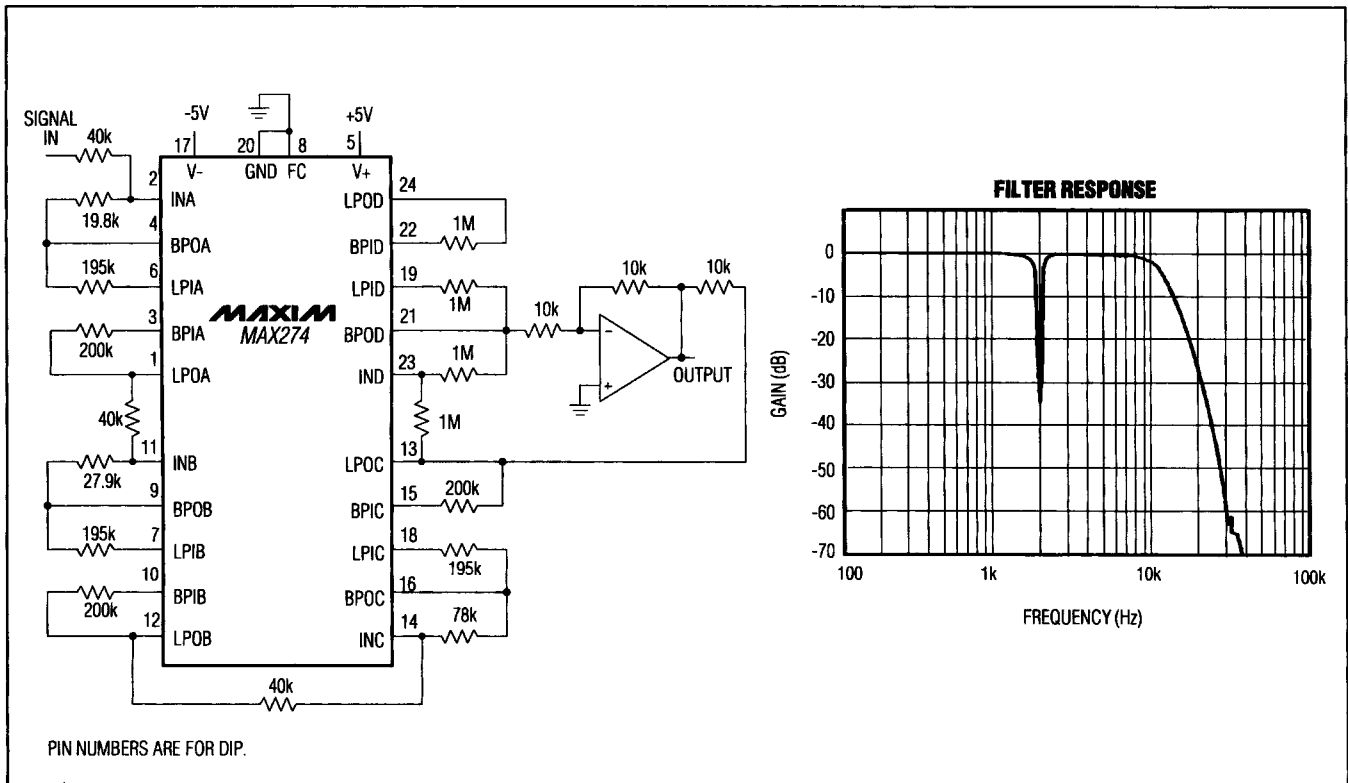 SIGNAL IN
40k
-5V
+5V
17
20
8
5
V-
GND FC
V+
2
INA
19.8k
4
BPOA
195k
6
LPIA
3
BPIA
200k
1
LPOA
40k
11
INB
27.9k
9
BPOB
195k
7
LPIB
10
BPIB
200k
12
LPOB
40k
MAXIM
MAX274
24
LPOD
1M
22
BPID
19
LPID
1M
21
BPOD
23
IND
1M
1M
13
LPOC
15
BPIC
200k
18
LPIC
195k
16
BPOC
14
INC
78k
10k
10k
10k
−
+
OUTPUT
FILTER RESPONSE
GAIN (dB)
0
-10
-20
-30
-40
-50
-60
-70
100
1k
10k
100k
FREQUENCY (Hz)
PIN NUMBERS ARE FOR DIP.